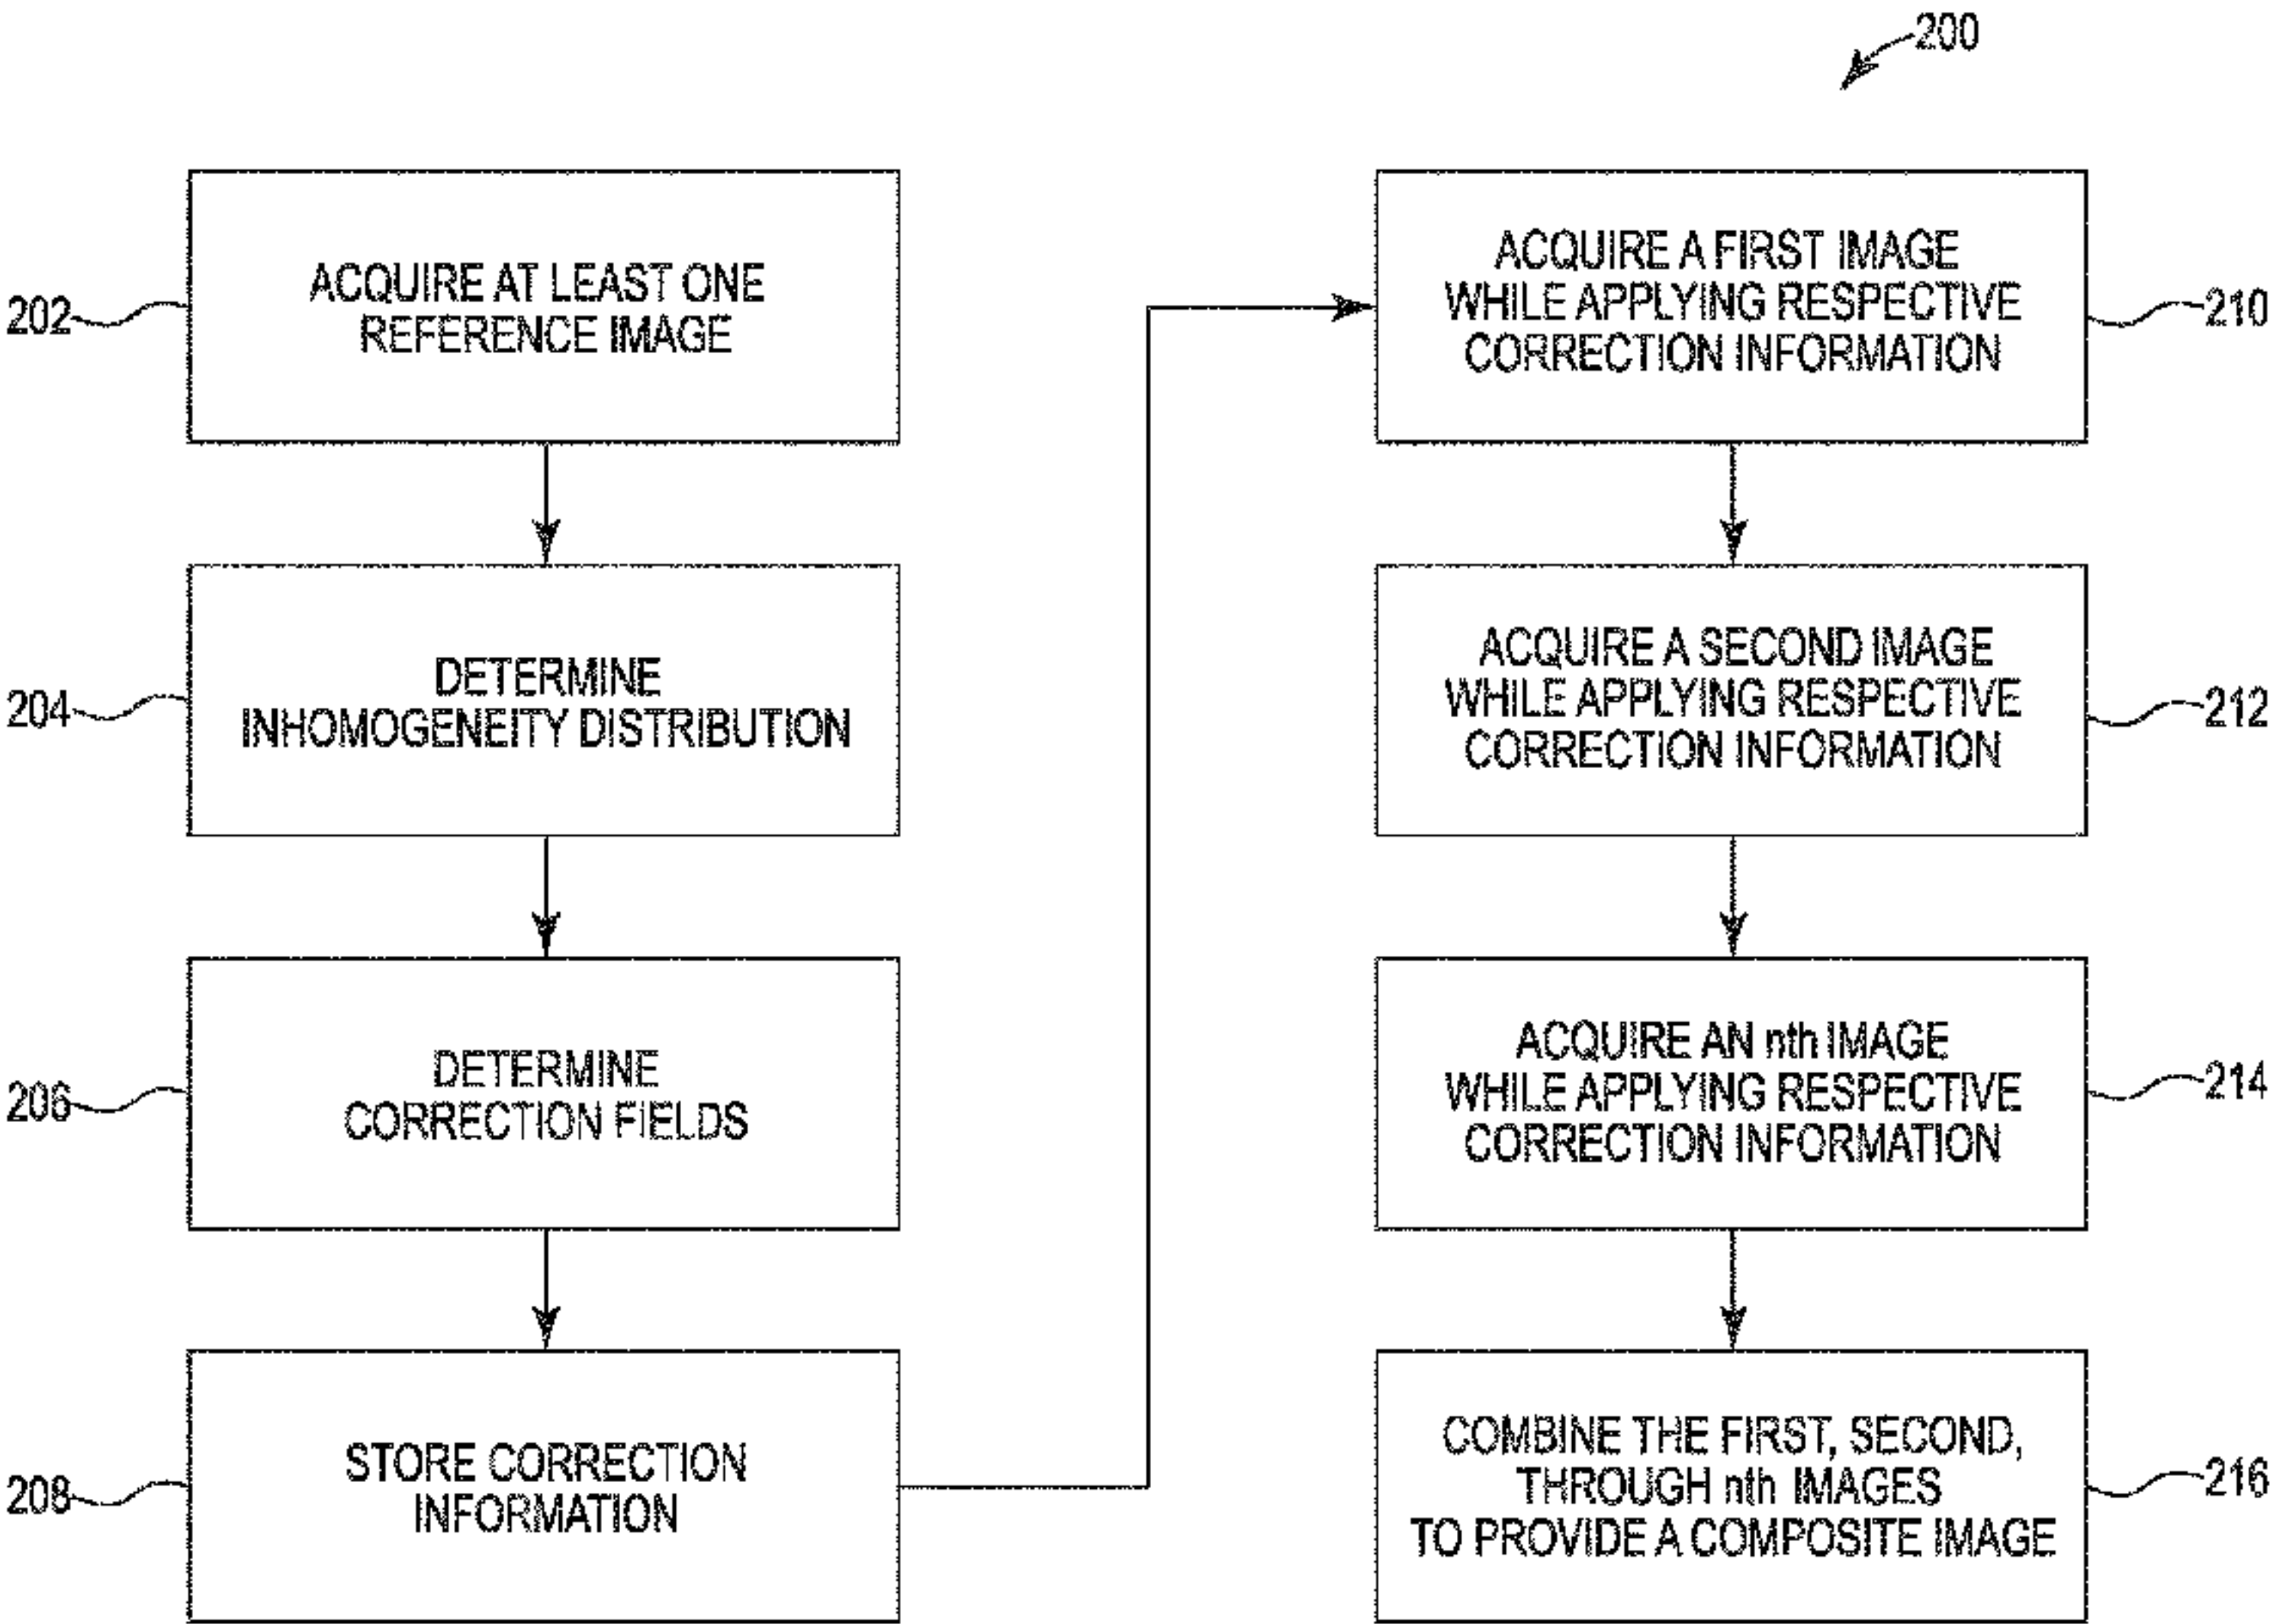 200
202
ACQUIRE AT LEAST ONE
REFERENCE IMAGE
204
DETERMINE
INHOMOGENEITY DISTRIBUTION
206
DETERMINE
CORRECTION FIELDS
208
STORE CORRECTION
INFORMATION
ACQUIRE A FIRST IMAGE
WHILE APPLYING RESPECTIVE
CORRECTION INFORMATION
210
ACQUIRE A SECOND IMAGE
WHILE APPLYING RESPECTIVE
CORRECTION INFORMATION
212
ACQUIRE AN nth IMAGE
WHILE APPLYING RESPECTIVE
CORRECTION INFORMATION
214
COMBINE THE FIRST, SECOND,
THROUGH nth IMAGES
TO PROVIDE A COMPOSITE IMAGE
216